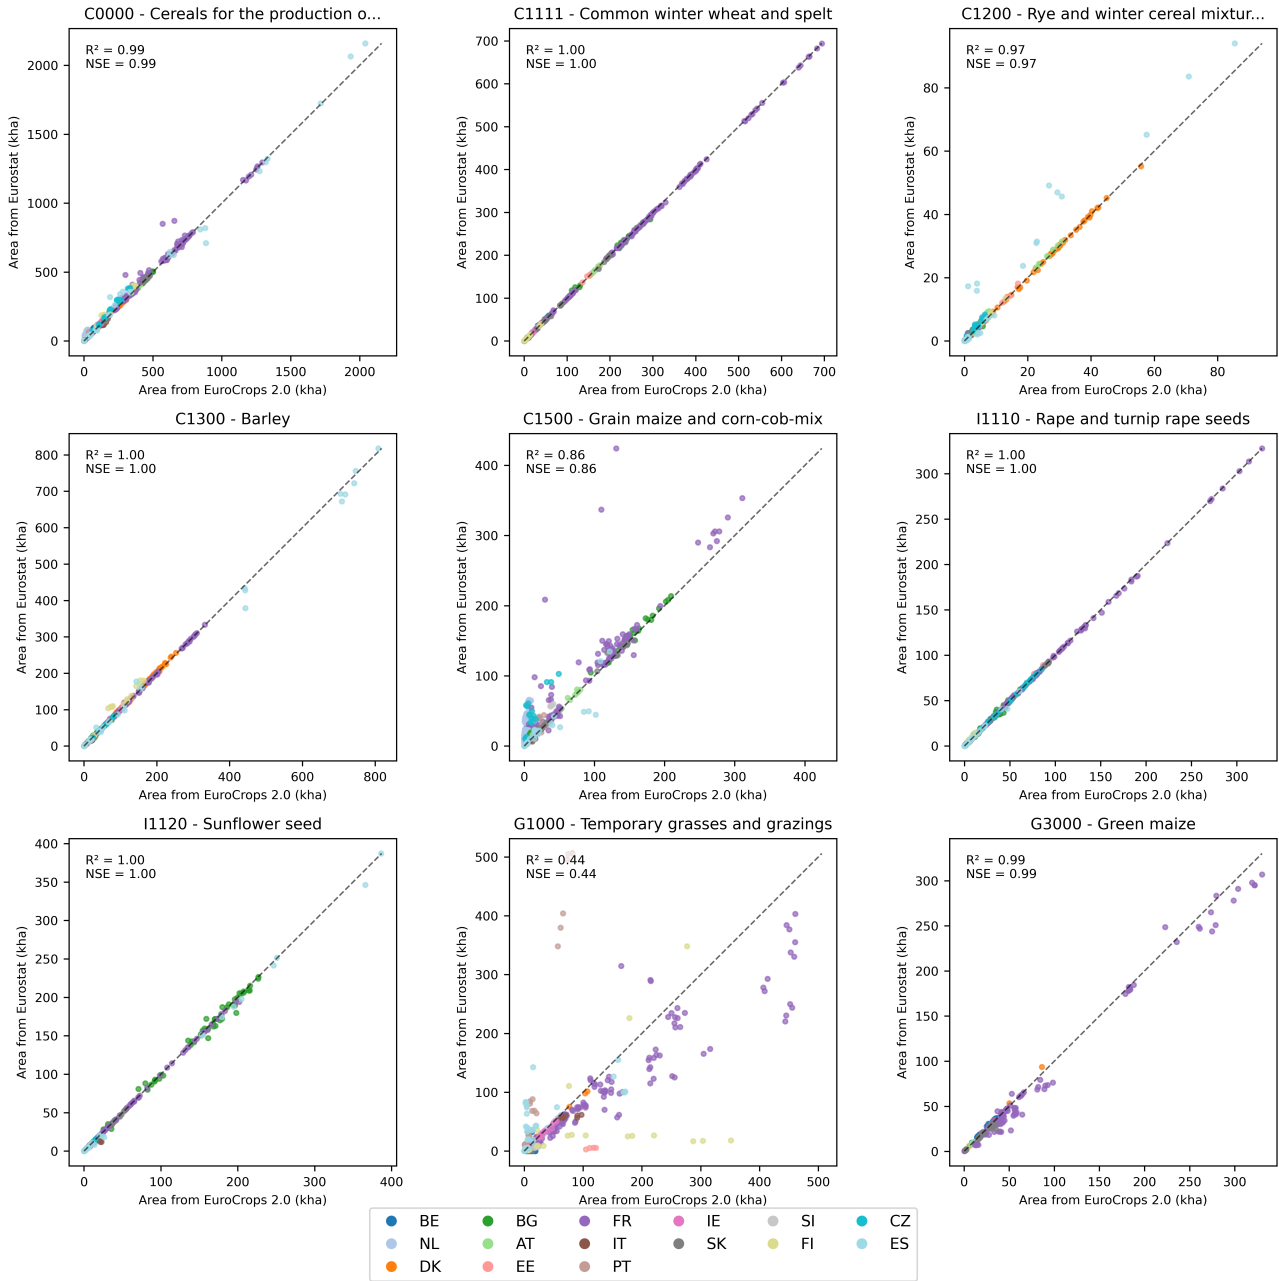 C0000 - Cereals for the production o...
R² = 0.99
NSE = 0.99
Area from Eurostat (kha)
2000
1500
1000
500
0
0 500 1000 1500 2000
Area from EuroCrops 2.0 (kha)
C1111 - Common winter wheat and spelt
R² = 1.00
NSE = 1.00
Area from Eurostat (kha)
700
600
500
400
300
200
100
0
0 100 200 300 400 500 600 700
Area from EuroCrops 2.0 (kha)
C1200 - Rye and winter cereal mixtur...
R² = 0.97
NSE = 0.97
Area from Eurostat (kha)
80
60
40
20
0
0 20 40 60 80
Area from EuroCrops 2.0 (kha)
C1300 - Barley
R² = 1.00
NSE = 1.00
Area from Eurostat (kha)
800
700
600
500
400
300
200
100
0
0 200 400 600 800
Area from EuroCrops 2.0 (kha)
C1500 - Grain maize and corn-cob-mix
R² = 0.86
NSE = 0.86
Area from Eurostat (kha)
400
300
200
100
0
0 100 200 300 400
Area from EuroCrops 2.0 (kha)
I1110 - Rape and turnip rape seeds
R² = 1.00
NSE = 1.00
Area from Eurostat (kha)
300
250
200
150
100
50
0
0 50 100 150 200 250 300
Area from EuroCrops 2.0 (kha)
I1120 - Sunflower seed
R² = 1.00
NSE = 1.00
Area from Eurostat (kha)
400
350
300
250
200
150
100
50
0
0 100 200 300 400
Area from EuroCrops 2.0 (kha)
G1000 - Temporary grasses and grazings
R² = 0.44
NSE = 0.44
Area from Eurostat (kha)
500
400
300
200
100
0
0 100 200 300 400 500
Area from EuroCrops 2.0 (kha)
G3000 - Green maize
R² = 0.99
NSE = 0.99
Area from Eurostat (kha)
300
250
200
150
100
50
0
0 50 100 150 200 250 300
Area from EuroCrops 2.0 (kha)
BE BG FR IE SI CZ
NL AT IT SK FI ES
DK EE PT